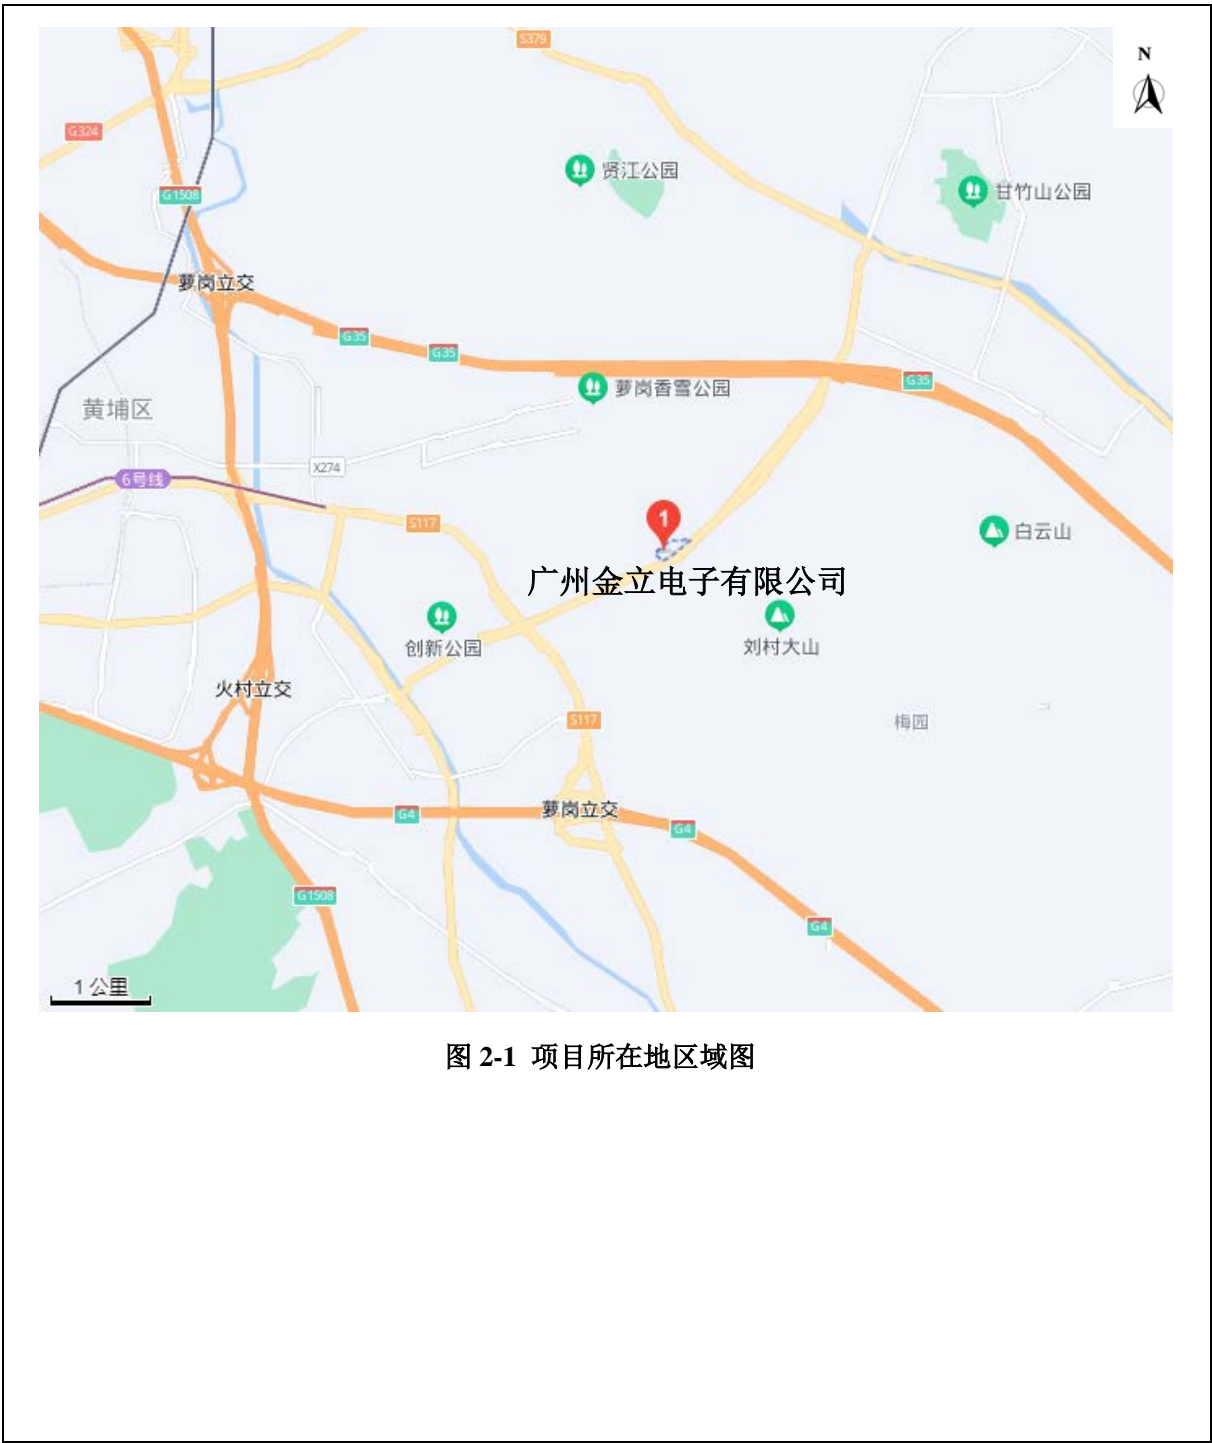 S379
N
G324
贤江公园
G1508
甘竹山公园
萝岗立交
G35
G35
G35
萝岗香雪公园
黄埔区
X274
6号线
1
S117
白云山
广州金立电子有限公司
创新公园
刘村大山
火村立交
S117
梅园
萝岗立交
G4
G4
G1508
G4
1 公里
图 2-1 项目所在地区域图